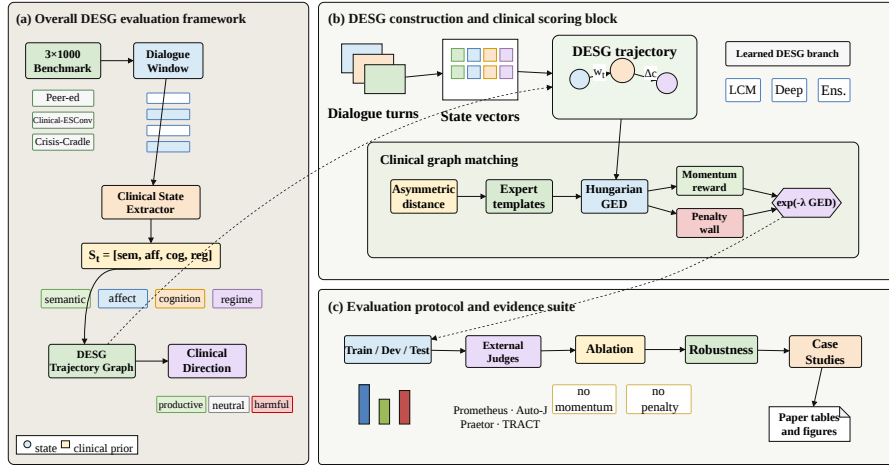 (a) Overall DESG evaluation framework
3×1000
Benchmark
Dialogue
Window
Peer-ed
Clinical-ESConv
Crisis-Cradle
Clinical State
Extractor
Sₜ = [sem, aff, cog, reg]
semantic
affect
cognition
regime
DESG
Trajectory Graph
Clinical
Direction
productive
neutral
harmful
state
clinical prior
(b) DESG construction and clinical scoring block
Dialogue turns
State vectors
DESG trajectory
wₜ
Δc
Learned DESG branch
LCM
Deep
Ens.
Clinical graph matching
Asymmetric
distance
Expert
templates
Hungarian
GED
Momentum
reward
Penalty
wall
exp(-λ GED)
(c) Evaluation protocol and evidence suite
Train / Dev / Test
External
Judges
Ablation
Robustness
Case
Studies
Prometheus · Auto-J
Praetor · TRACT
no
momentum
no
penalty
Paper tables
and figures